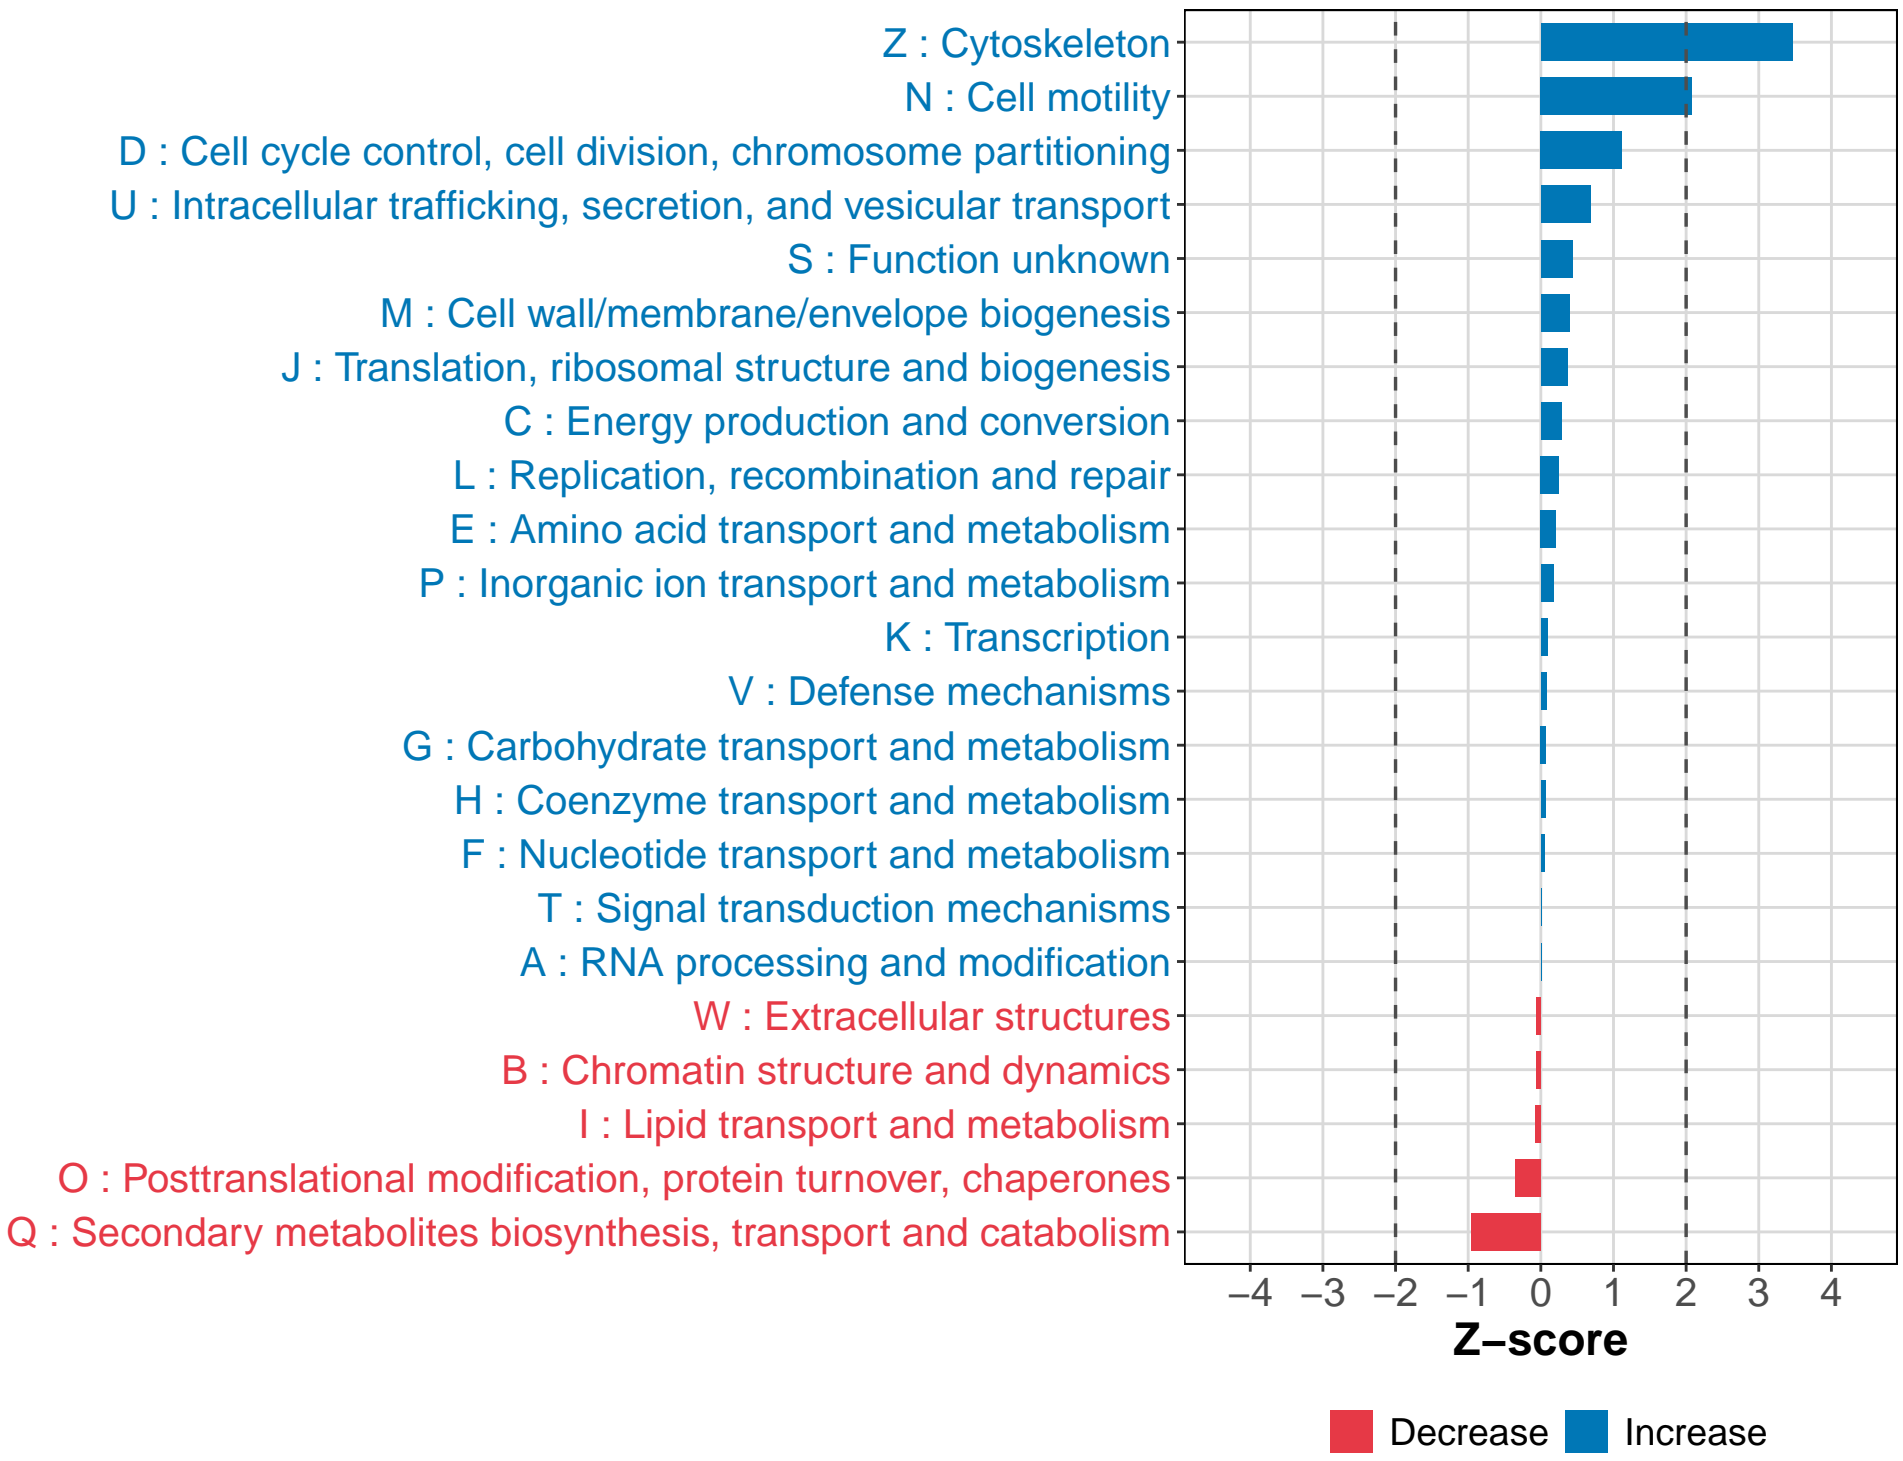 Z : Cytoskeleton
N : Cell motility
D : Cell cycle control, cell division, chromosome partitioning
U : Intracellular trafficking, secretion, and vesicular transport
S : Function unknown
M : Cell wall/membrane/envelope biogenesis
J : Translation, ribosomal structure and biogenesis
C : Energy production and conversion
L : Replication, recombination and repair
E : Amino acid transport and metabolism
P : Inorganic ion transport and metabolism
K : Transcription
V : Defense mechanisms
G : Carbohydrate transport and metabolism
H : Coenzyme transport and metabolism
F : Nucleotide transport and metabolism
T : Signal transduction mechanisms
A : RNA processing and modification
W : Extracellular structures
B : Chromatin structure and dynamics
I : Lipid transport and metabolism
O : Posttranslational modification, protein turnover, chaperones
Q : Secondary metabolites biosynthesis, transport and catabolism
−4 −3 −2 −1 0 1 2 3 4
Z−score
Decrease Increase